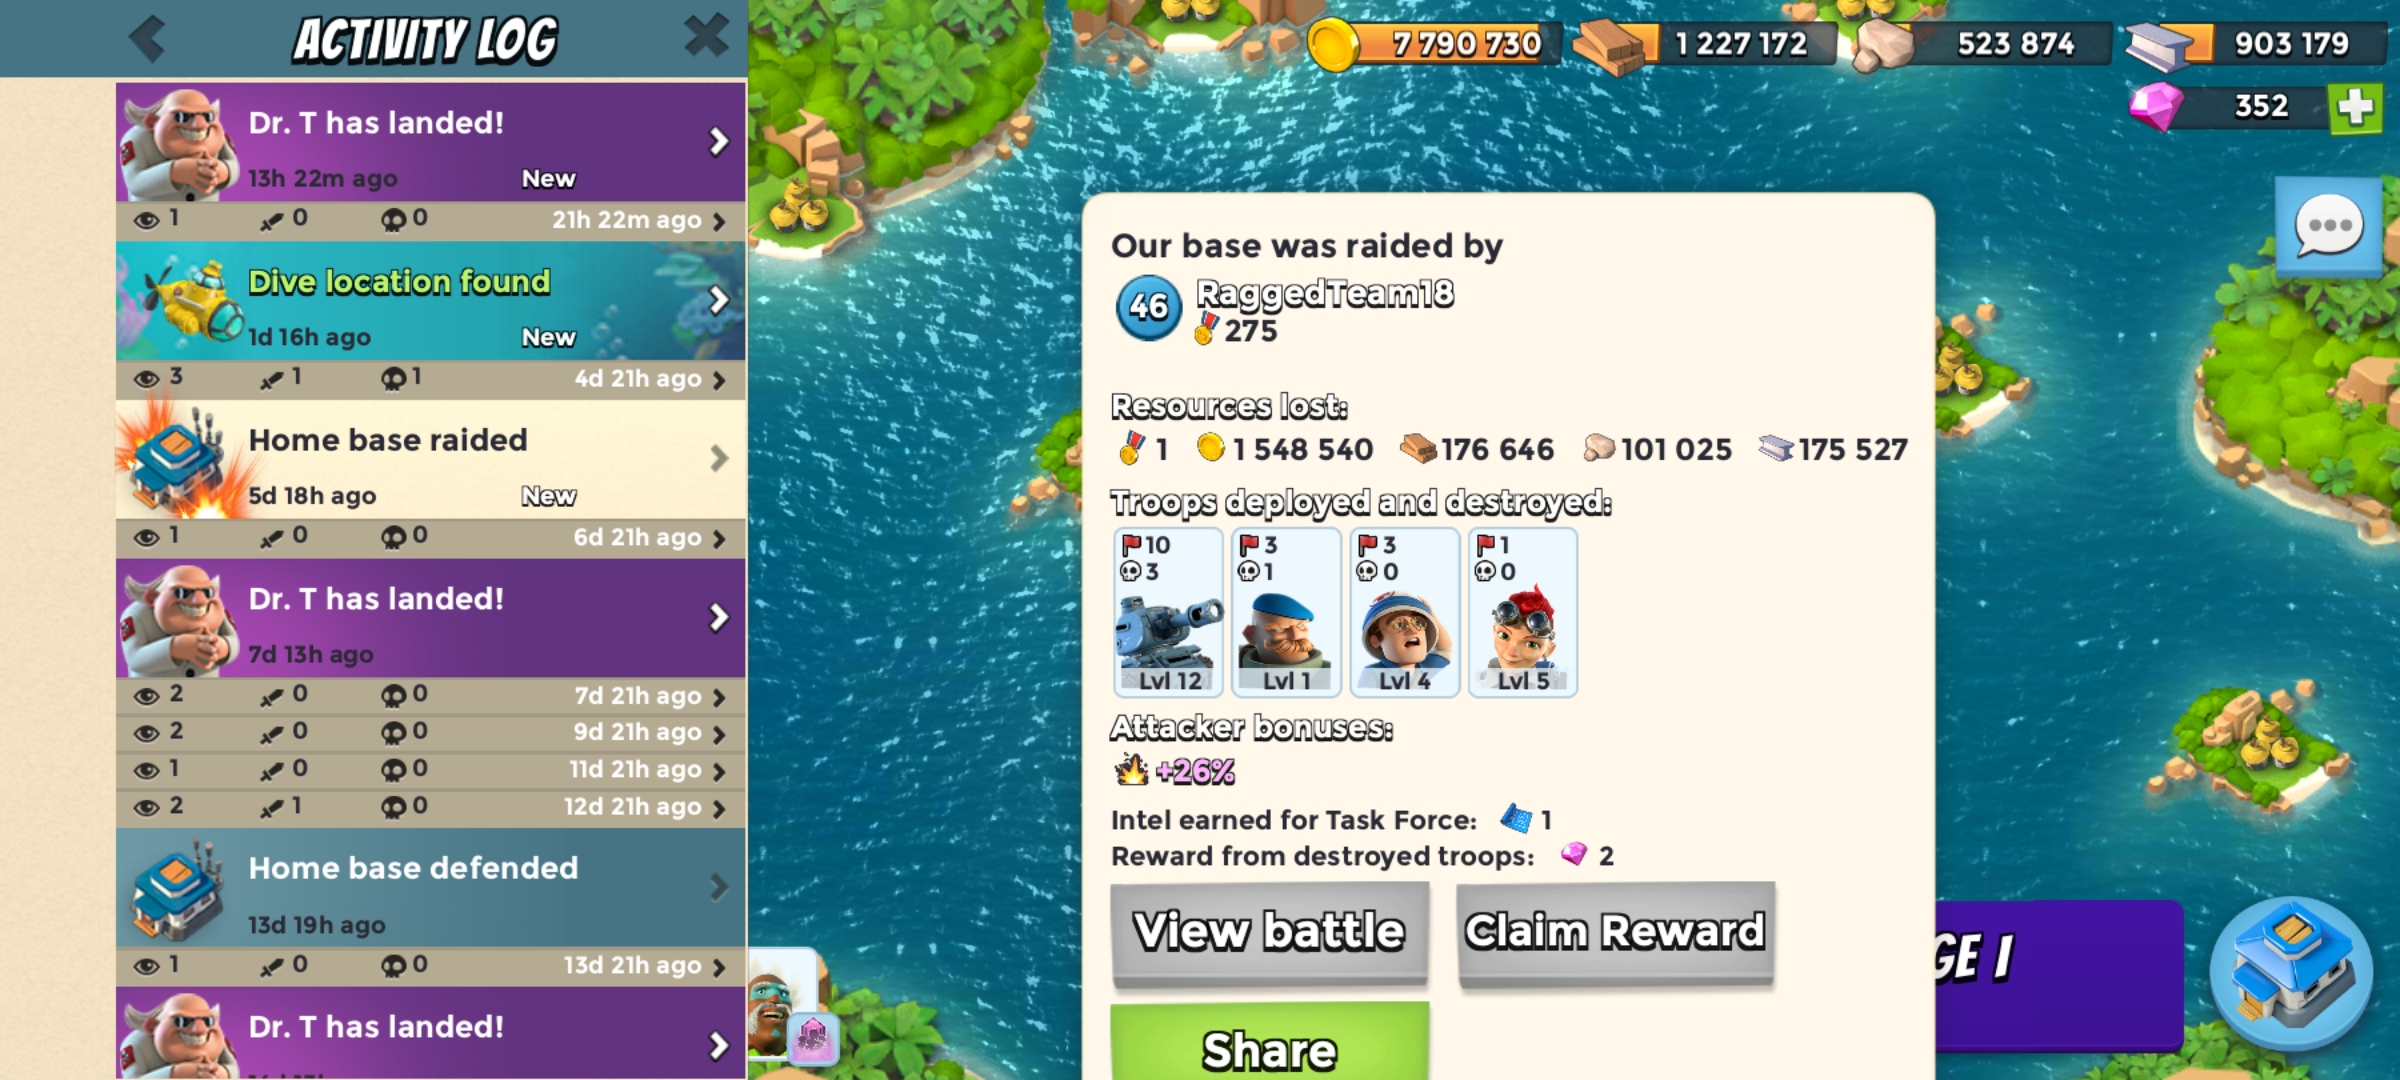 ACTIVITY LOG
Dr. T has landed!
13h 22m ago New
1 0 0 21h 22m ago
Dive location found
1d 16h ago New
3 1 1 4d 21h ago
Home base raided
5d 18h ago New
1 0 0 6d 21h ago
Dr. T has landed!
7d 13h ago
2 0 0 7d 21h ago
2 0 0 9d 21h ago
1 0 0 11d 21h ago
2 1 0 12d 21h ago
Home base defended
13d 19h ago
1 0 0 13d 21h ago
Dr. T has landed!
7 790 730 1 227 172 523 874 903 179
352
Our base was raided by
46 RaggedTeam18
275
Resources lost:
1 1 548 540 176 646 101 025 175 527
Troops deployed and destroyed:
10 3 3 1
3 1 0 0
Lvl 12 Lvl 1 Lvl 4 Lvl 5
Attacker bonuses:
+26%
Intel earned for Task Force: 1
Reward from destroyed troops: 2
View battle Claim Reward
Share
GE I